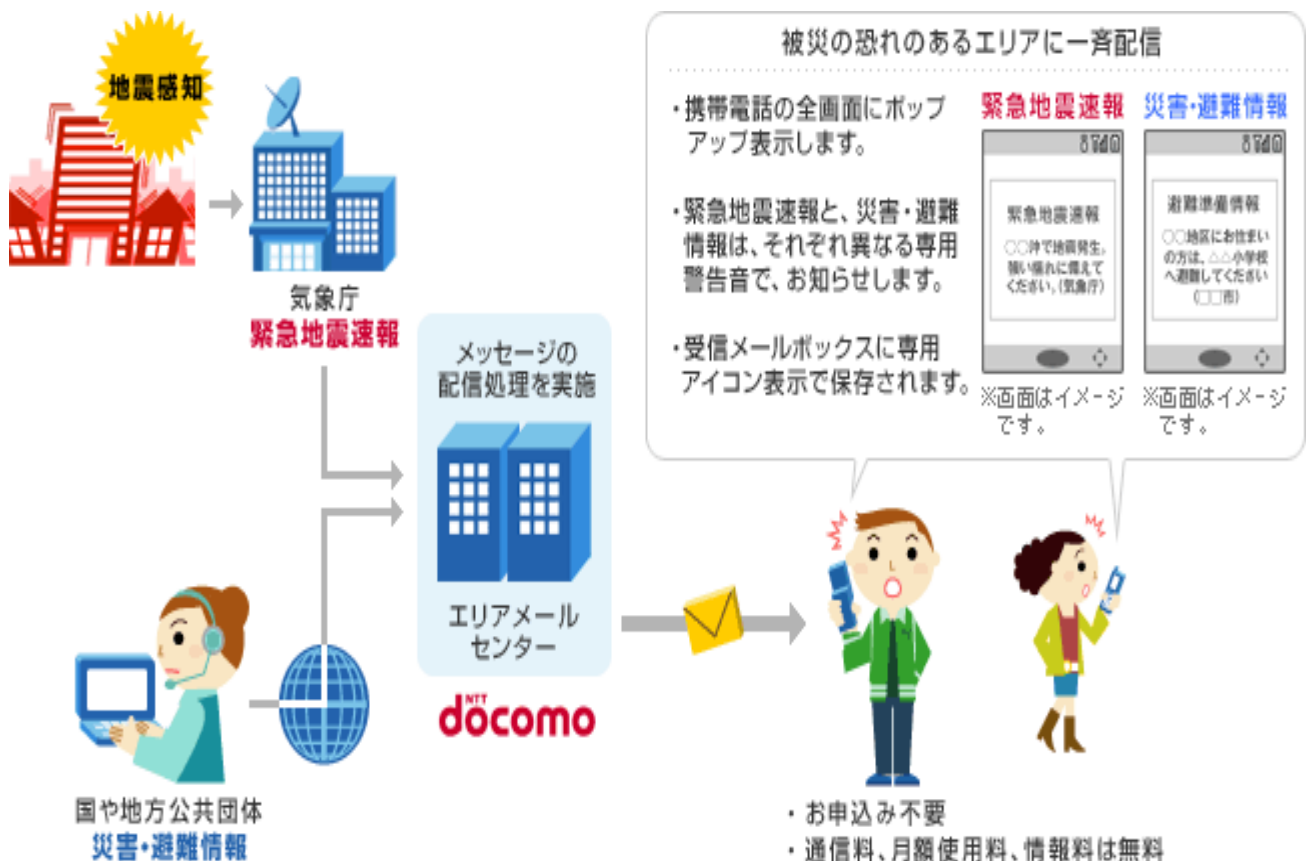 地震感知
気象庁
緊急地震速報
国や地方公共団体
災害・避難情報
メッセージの
配信処理を実施
エリアメール
センター
NTT
docomo
被災の恐れのあるエリアに一斉配信
・携帯電話の全画面にポップ
アップ表示します。
・緊急地震速報と、災害・避難
情報は、それぞれ異なる専用
警告音で、お知らせします。
・受信メールボックスに専用
アイコン表示で保存されます。
緊急地震速報
緊急地震速報
○○沖で地震発生。
強い揺れに備えて
ください。(気象庁)
※画面はイメージ
です。
災害・避難情報
避難準備情報
○○地区にお住まい
の方は、△△小学校
へ避難してください
(□□市)
※画面はイメージ
です。
・お申込み不要
・通信料、月額使用料、情報料は無料